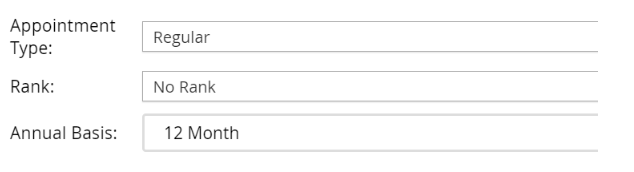 Appointment
Type:
Regular
Rank:
No Rank
Annual Basis:
12 Month